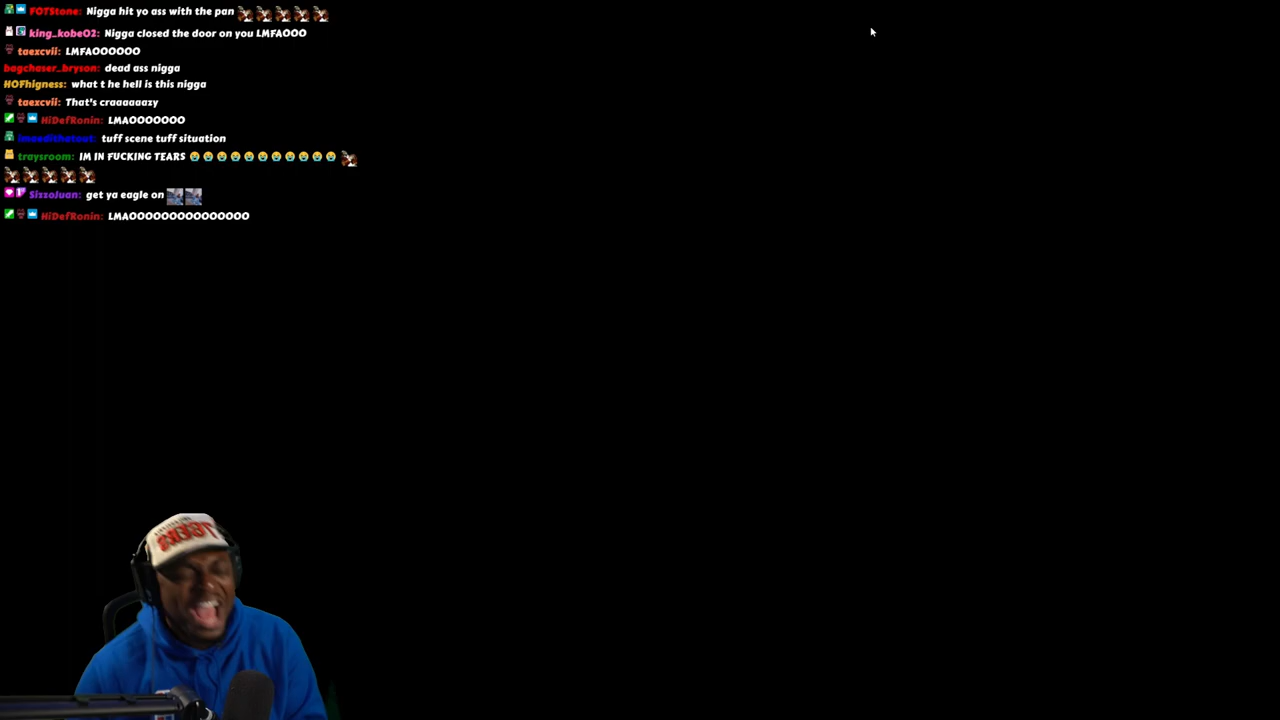 FOTStone: Nigga hit yo ass with the pan
king_kobe02: Nigga closed the door on you LMFAOOO
taexcvii: LMFAOOOOOO
bagchaser_bryson: dead ass nigga
HOFhigness: what t he hell is this nigga
taexcvii: That's craaaaaazy
HiDefRonin: LMAOOOOOOO
imaedithatout: tuff scene tuff situation
traysroom: IM IN FUCKING TEARS 😭😭😭😭😭😭😭😭😭😭😭
SizzoJuan: get ya eagle on
HiDefRonin: LMAOOOOOOOOOOOOOOO